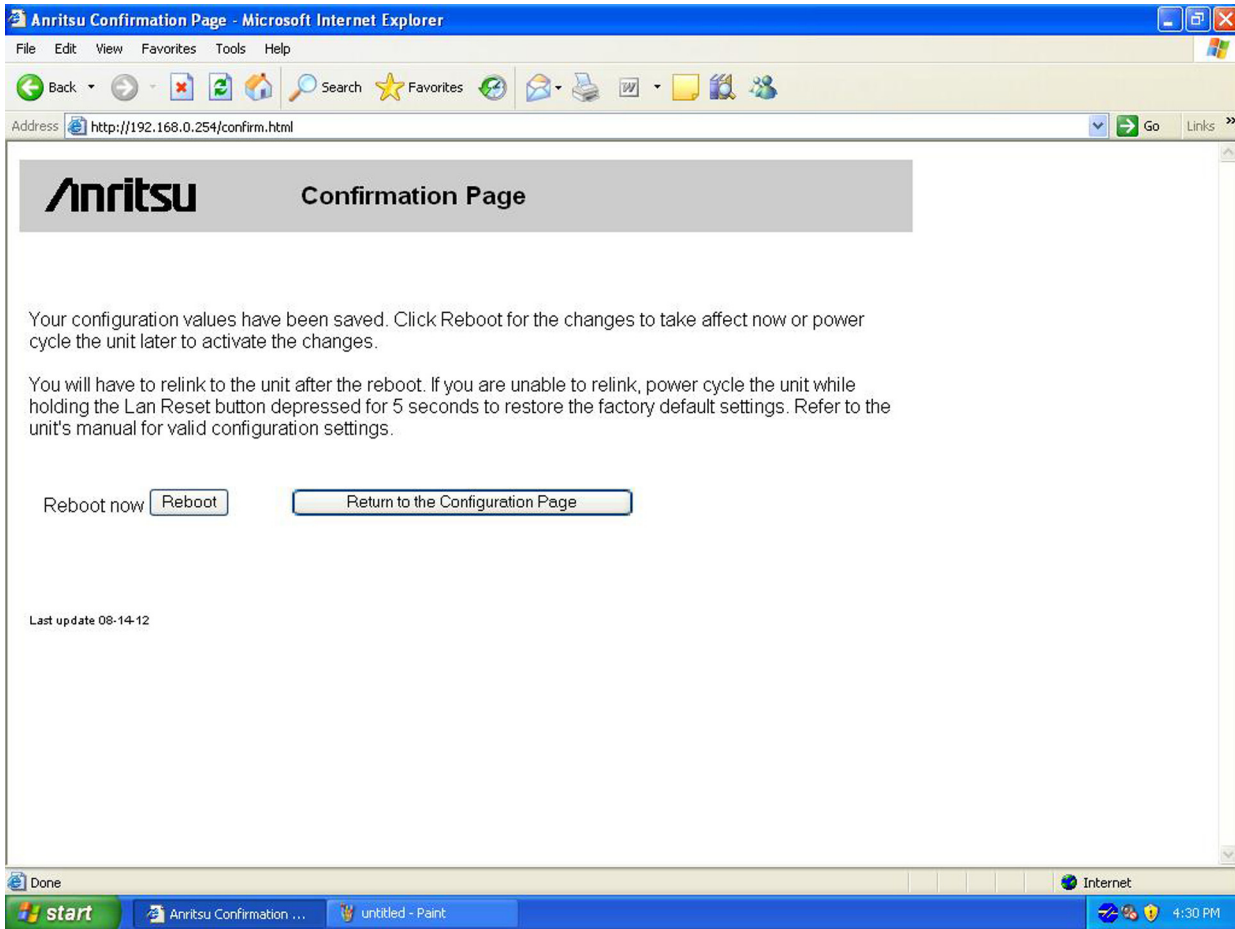 Anritsu Confirmation Page - Microsoft Internet Explorer
File Edit View Favorites Tools Help
Back Search Favorites
Address http://192.168.0.254/confirm.html Go Links »
Anritsu Confirmation Page
Your configuration values have been saved. Click Reboot for the changes to take affect now or power
cycle the unit later to activate the changes.
You will have to relink to the unit after the reboot. If you are unable to relink, power cycle the unit while
holding the Lan Reset button depressed for 5 seconds to restore the factory default settings. Refer to the
unit's manual for valid configuration settings.
Reboot now Reboot Return to the Configuration Page
Last update 08-14-12
Done Internet
start Anritsu Confirmation ... untitled - Paint 4:30 PM